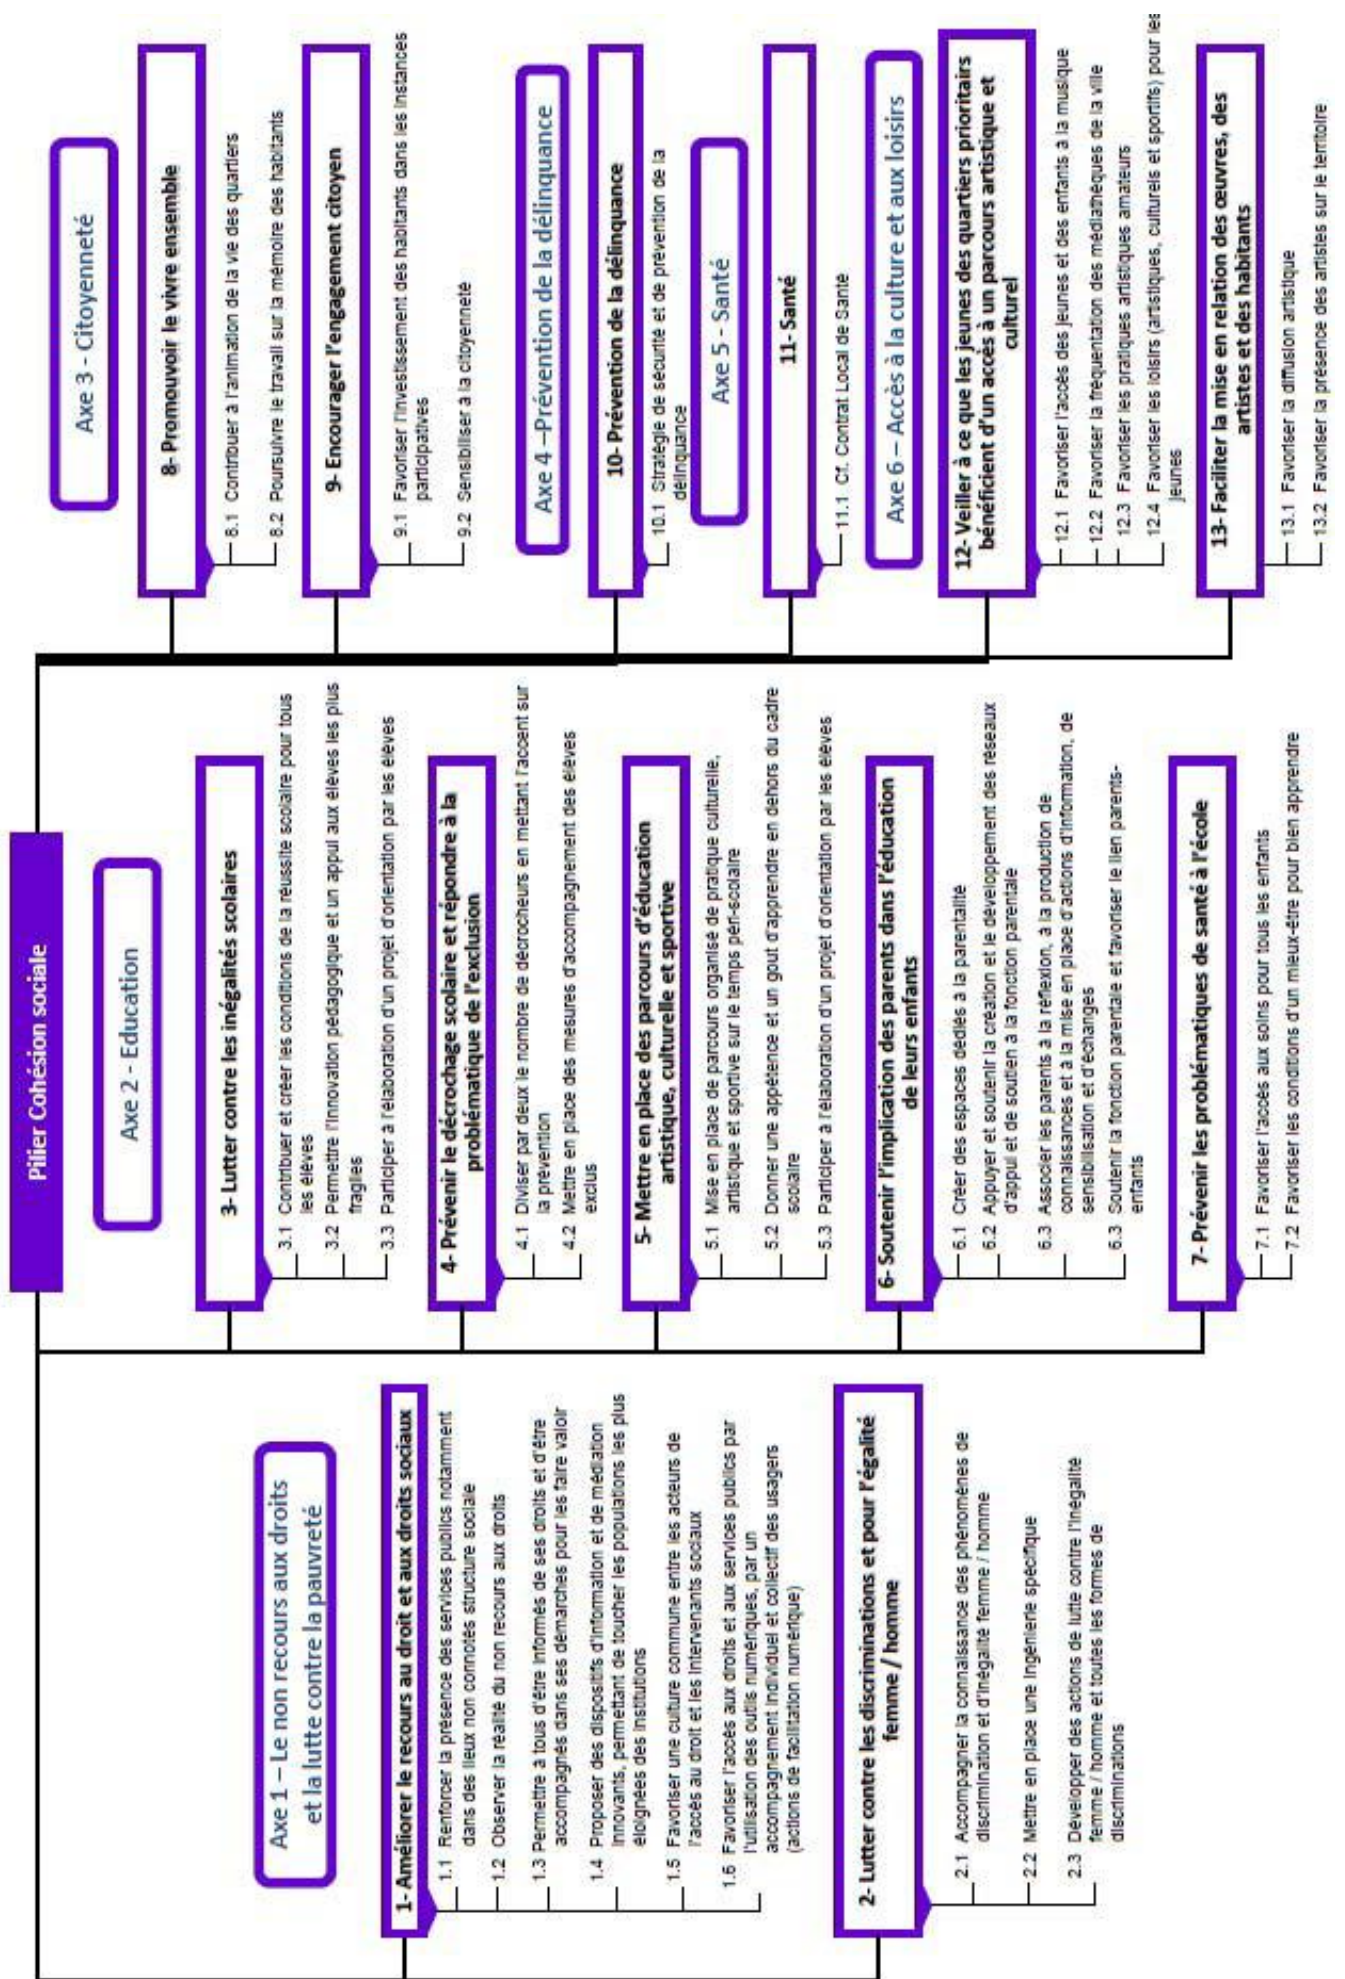 Pilier Cohésion sociale
Axe 1 – Le non recours aux droits
et la lutte contre la pauvreté
1- Améliorer le recours au droit et aux droits sociaux
1.1 Renforcer la présence des services publics notamment
dans des lieux non connotés structure sociale
1.2 Observer la réalité du non recours aux droits
1.3 Permettre à tous d'être informés de ses droits et d'être
accompagnés dans ses démarches pour les faire valoir
1.4 Proposer des dispositifs d'information et de médiation
innovants, permettant de toucher les populations les plus
éloignées des institutions
1.5 Favoriser une culture commune entre les acteurs de
l'accès au droit et les intervenants sociaux
1.6 Favoriser l'accès aux droits et aux services publics par
l'utilisation des outils numériques, par un
accompagnement individuel et collectif des usagers
(actions de facilitation numérique)
2- Lutter contre les discriminations et pour l'égalité
femme / homme
2.1 Accompagner la connaissance des phénomènes de
discrimination et d'inégalité femme / homme
2.2 Mettre en place une ingénierie spécifique
2.3 Développer des actions de lutte contre l'inégalité
femme / homme et toutes les formes de
discriminations
Axe 2 - Education
3- Lutter contre les inégalités scolaires
3.1 Contribuer et créer les conditions de la réussite scolaire pour tous
les élèves
3.2 Permettre l'innovation pédagogique et un appui aux élèves les plus
fragiles
3.3 Participer à l'élaboration d'un projet d'orientation par les élèves
4- Prévenir le décrochage scolaire et répondre à la
problématique de l'exclusion
4.1 Diviser par deux le nombre de décrocheurs en mettant l'accent sur
la prévention
4.2 Mettre en place des mesures d'accompagnement des élèves
exclus
5- Mettre en place des parcours d'éducation
artistique, culturelle et sportive
5.1 Mise en place de parcours organisé de pratique culturelle,
artistique et sportive sur le temps péri-scolaire
5.2 Donner une appétence et un gout d'apprendre en dehors du cadre
scolaire
5.3 Participer à l'élaboration d'un projet d'orientation par les élèves
6- Soutenir l'implication des parents dans l'éducation
de leurs enfants
6.1 Créer des espaces dédiés à la parentalité
6.2 Appuyer et soutenir la création et le développement des réseaux
d'appui et de soutien à la fonction parentale
6.3 Associer les parents à la réflexion, à la production de
connaissances et à la mise en place d'actions d'information, de
sensibilisation et d'échanges
6.3 Soutenir la fonction parentale et favoriser le lien parents-
enfants
7- Prévenir les problématiques de santé à l'école
7.1 Favoriser l'accès aux soins pour tous les enfants
7.2 Favoriser les conditions d'un mieux-être pour bien apprendre
Axe 3 - Citoyenneté
8- Promouvoir le vivre ensemble
8.1 Contribuer à l'animation de la vie des quartiers
8.2 Poursuivre le travail sur la mémoire des habitants
9- Encourager l'engagement citoyen
9.1 Favoriser l'investissement des habitants dans les instances
participatives
9.2 Sensibiliser à la citoyenneté
Axe 4 –Prévention de la délinquance
10- Prévention de la délinquance
10.1 Stratégie de sécurité et de prévention de la
délinquance
Axe 5 - Santé
11- Santé
11.1 Cf. Contrat Local de Santé
Axe 6 – Accès à la culture et aux loisirs
12- Veiller à ce que les jeunes des quartiers prioritairs
bénéficient d'un accès à un parcours artistique et
culturel
12.1 Favoriser l'accès des jeunes et des enfants à la musique
12.2 Favoriser la fréquentation des médiathèques de la ville
12.3 Favoriser les pratiques artistiques amateurs
12.4 Favoriser les loisirs (artistiques, culturels et sportifs) pour les
jeunes
13- Faciliter la mise en relation des œuvres, des
artistes et des habitants
13.1 Favoriser la diffusion artistique
13.2 Favoriser la présence des artistes sur le territoire